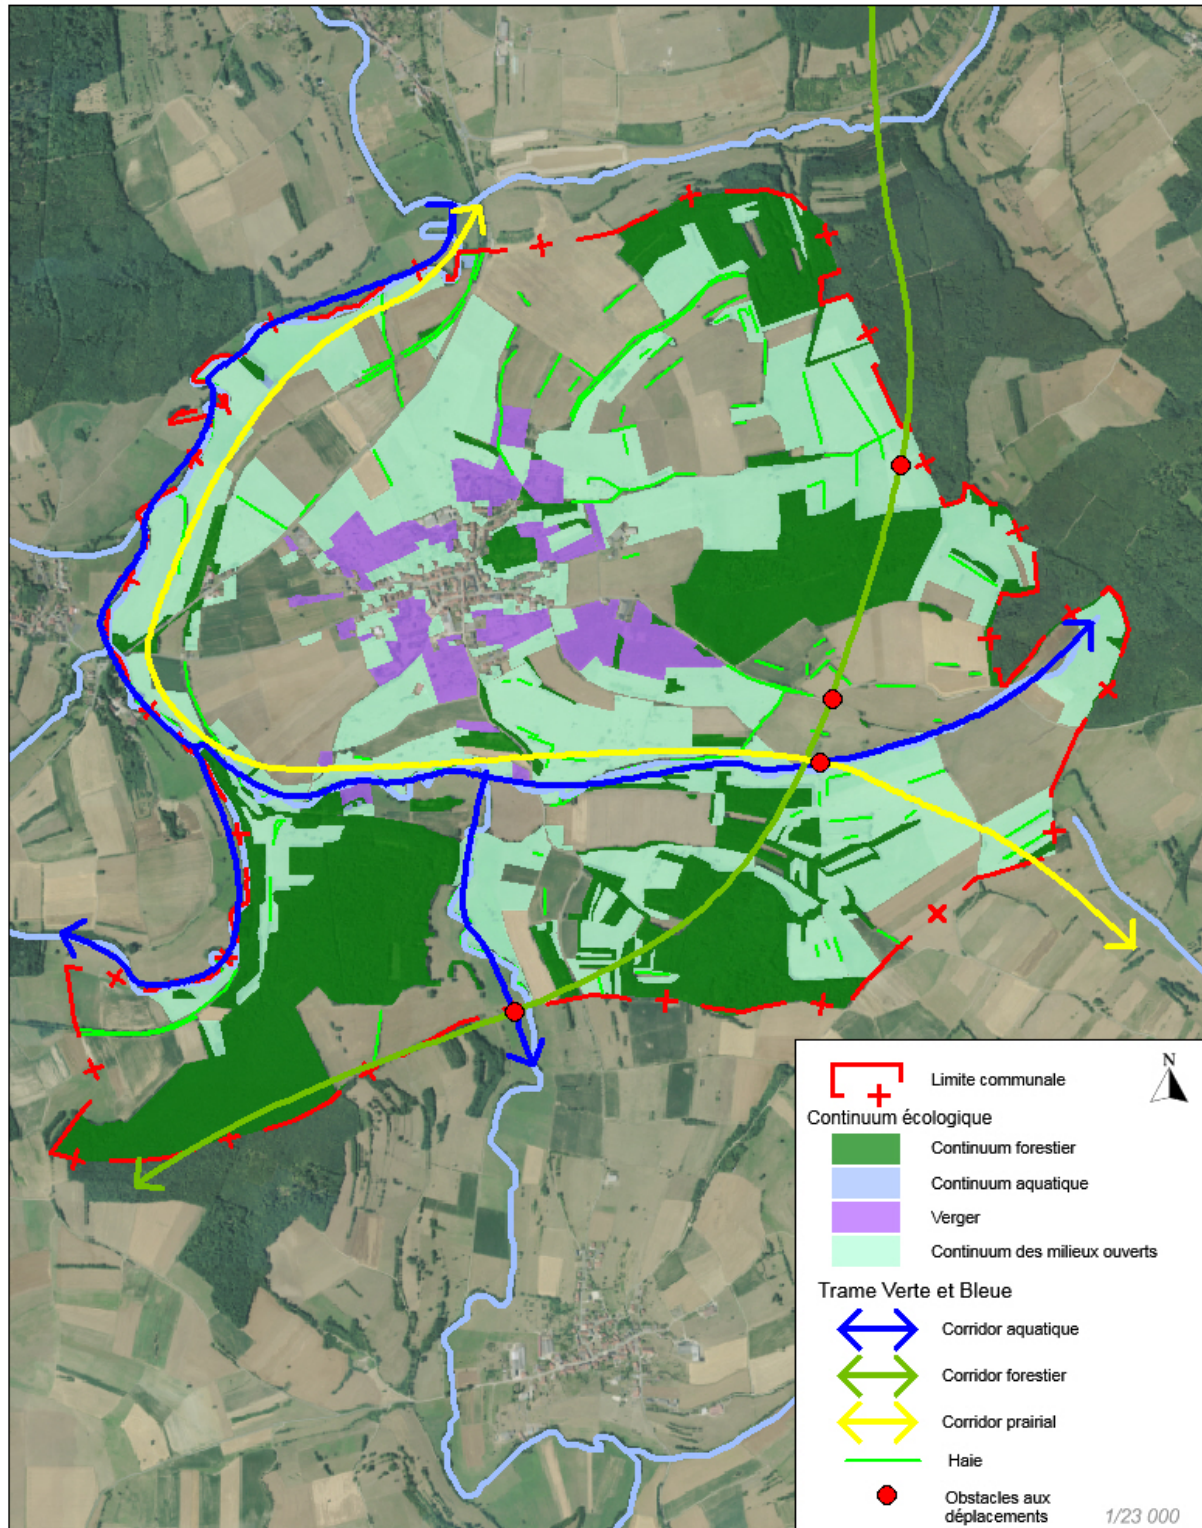 N
Limite communale
Continuum écologique
Continuum forestier
Continuum aquatique
Verger
Continuum des milieux ouverts
Trame Verte et Bleue
Corridor aquatique
Corridor forestier
Corridor prairial
Haie
Obstacles aux
déplacements
1/23 000